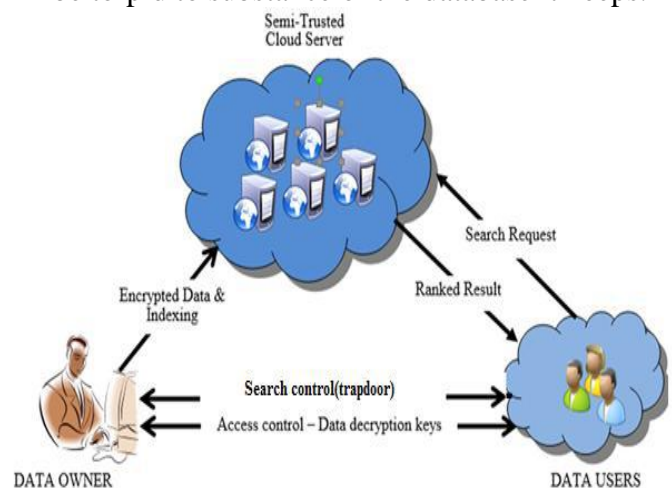 Semi-Trusted
Cloud Server
Search Request
Ranked Result
Encrypted Data &
Indexing
Search control(trapdoor)
Access control – Data decryption keys
DATA OWNER
DATA USERS